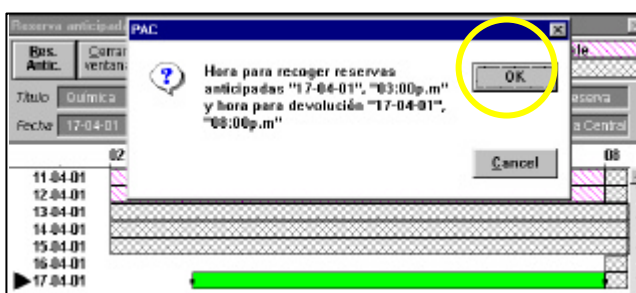 Reserva anticipada
PAC
Res. Antic.
Cerrar ventana
Hora para recoger reservas
anticipadas "17-04-01", "03:00p.m"
y hora para devolución "17-04-01",
"08:00p.m"
OK
Cancel
Título Química
Fecha 17-04-01
Central
02
08
11-04-01
12-04-01
13-04-01
14-04-01
15-04-01
16-04-01
17-04-01